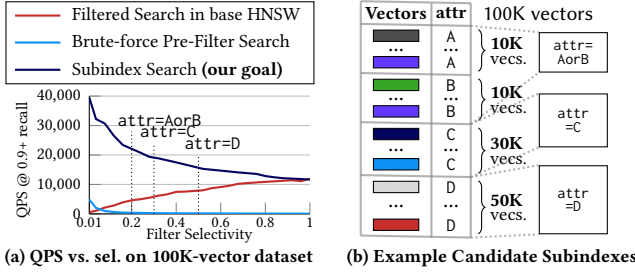 Filtered Search in base HNSW
Brute-force Pre-Filter Search
Subindex Search (our goal)
QPS @ 0.9+ recall
40,000
30,000
20,000
10,000
0
attr=AorB
attr=C
attr=D
0.01 0.2 0.4 0.6 0.8 1
Filter Selectivity
(a) QPS vs. sel. on 100K-vector dataset
Vectors attr 100K vectors
A
... ...
A
10K
vecs.
B
... ...
B
10K
vecs.
C
... ...
C
30K
vecs.
D
... ...
D
50K
vecs.
attr=
AorB
attr
=C
attr
=D
(b) Example Candidate Subindexes